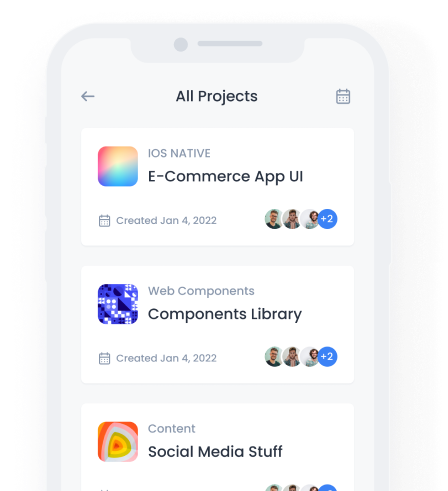 All Projects
IOS NATIVE
E-Commerce App UI
Created Jan 4, 2022
+2
Web Components
Components Library
Created Jan 4, 2022
+2
Content
Social Media Stuff